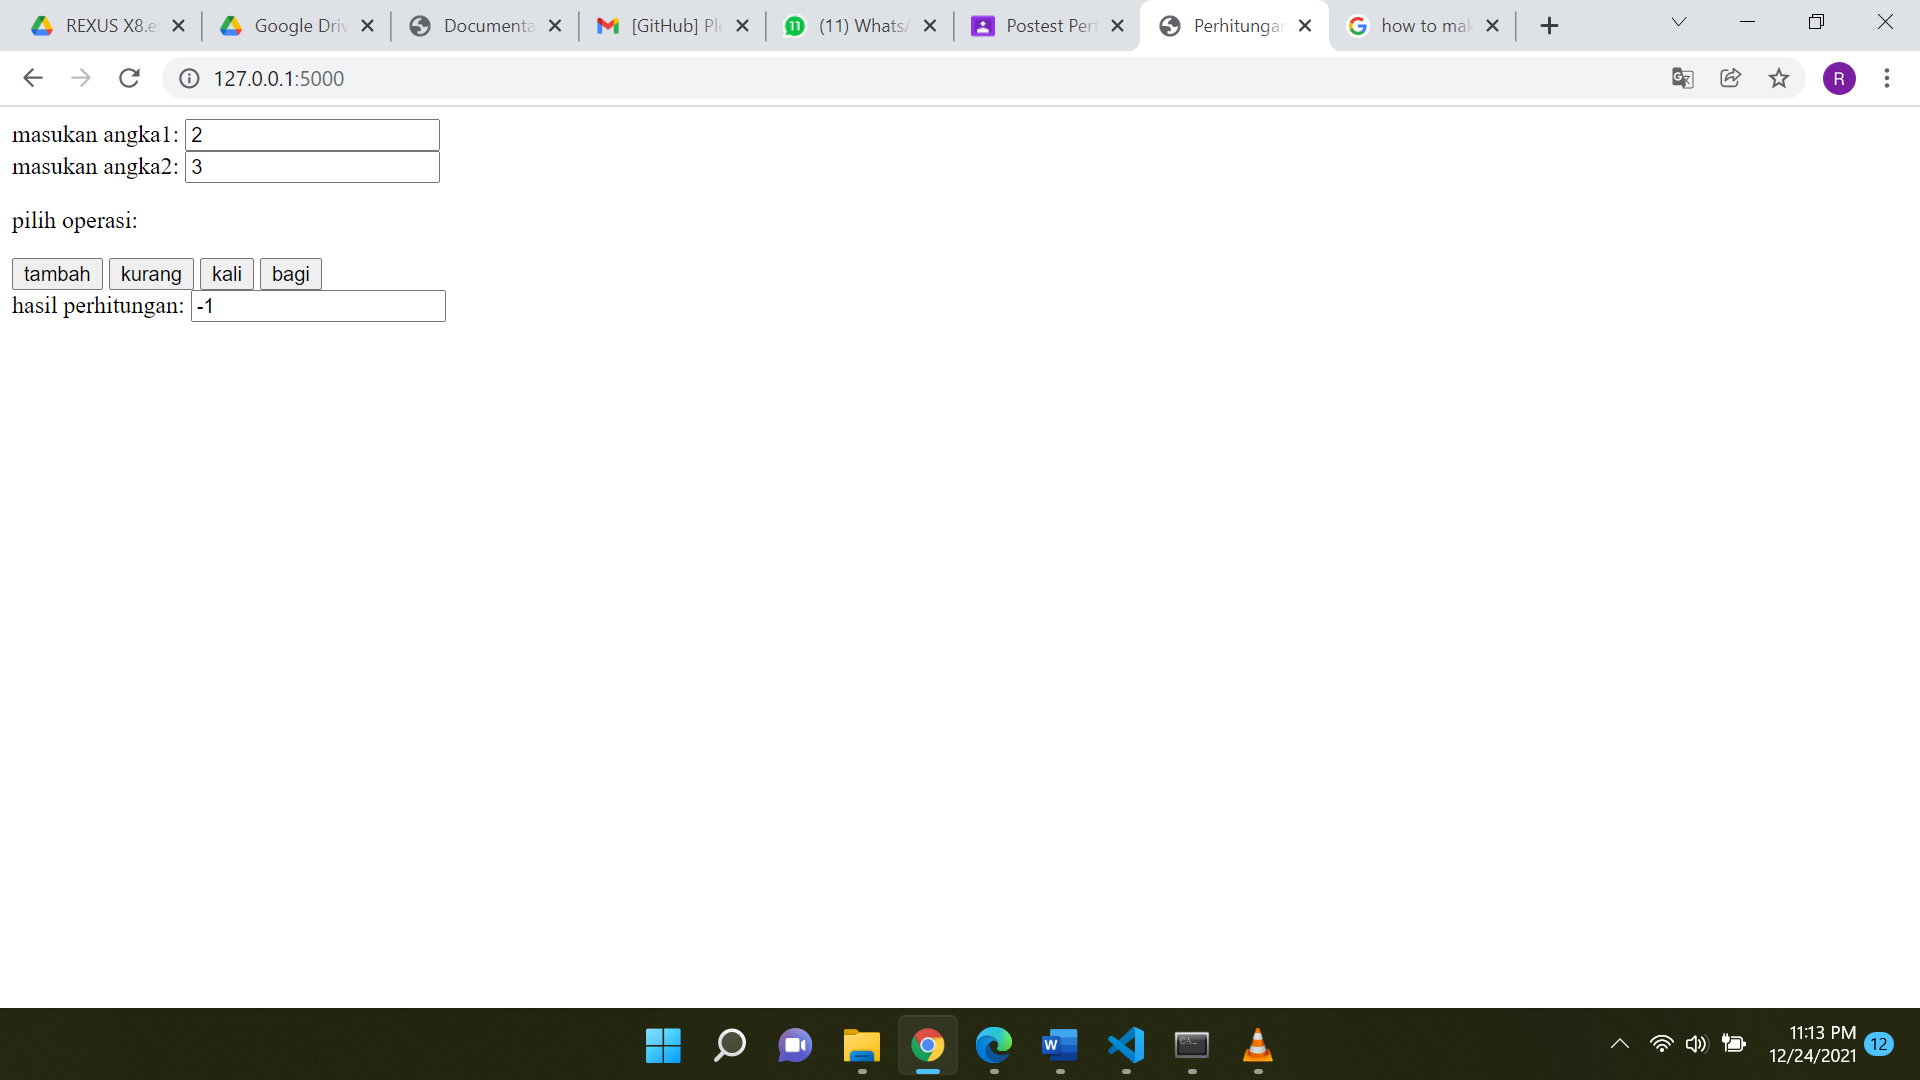 REXUS X8.e
Google Driv
Documenta
[GitHub] Ple
(11) WhatsA
Postest Pert
Perhitungan
how to mak
127.0.0.1:5000
R
masukan angka1: 2
masukan angka2: 3
pilih operasi:
tambah kurang kali bagi
hasil perhitungan: -1
11:13 PM
12/24/2021
12